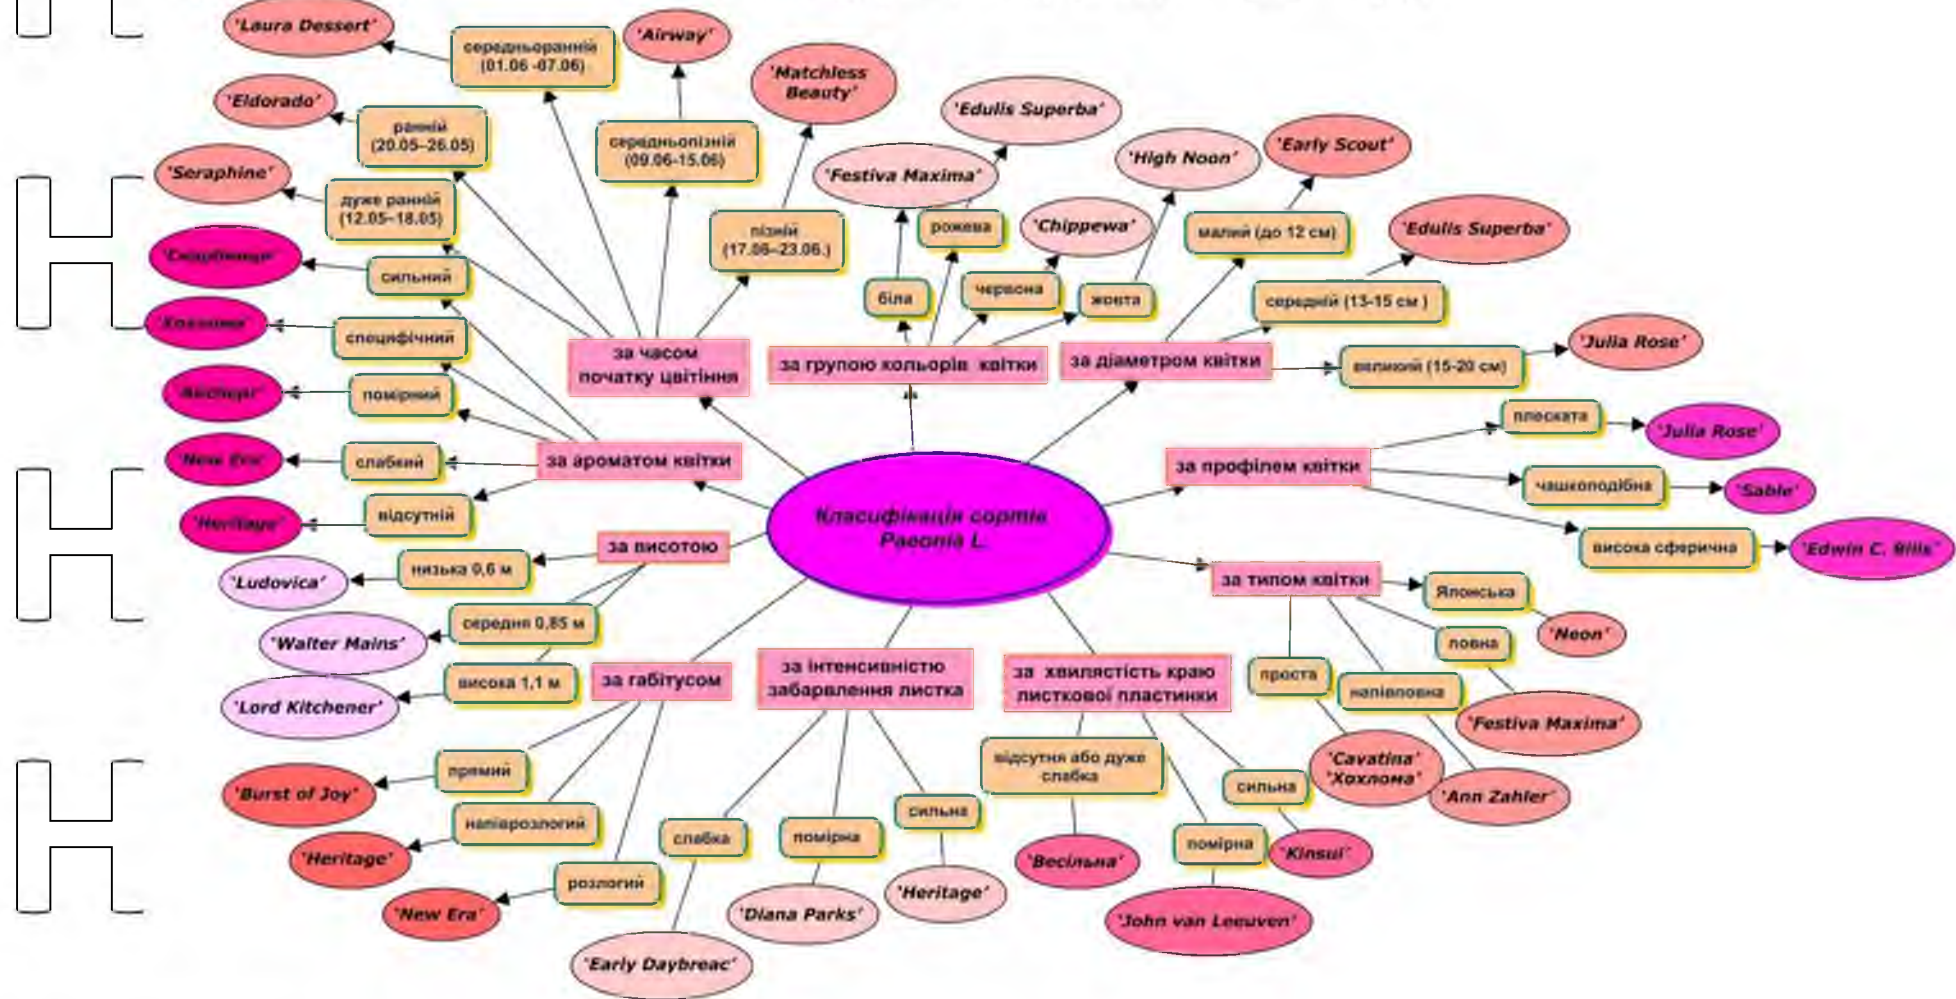 'Laura Dessert'
середньоранній
(01.06 -07.06)
'Airway'
'Matchless
Beauty'
'Eldorado'
ранній
(20.05–26.05)
середньопізній
(09.06-15.06)
'Edulis Superba'
'High Noon'
'Early Scout'
'Seraphine'
дуже ранній
(12.05–18.05)
'Festiva Maxima'
пізній
(17.06–23.06.)
рожева
'Chippewa'
малий (до 12 см)
'Edulis Superba'
сильний
біла
червона
жовта
середній (13-15 см )
специфічний
за часом
початку цвітіння
за групою кольорів квітки
за діаметром квітки
великий (15-20 см)
'Julia Rose'
помірний
плеската
'Julia Rose'
'New Era'
слабкий
за ароматом квітки
за профілем квітки
чашкоподібна
'Sable'
'Heritage'
відсутній
Класифікація сортів
Paeonia L.
за висотою
висока сферична
'Edwin C. Bills'
'Ludovica'
низька 0,6 м
за типом квітки
Японська
'Neon'
'Walter Mains'
середня 0,85 м
повна
'Lord Kitchener'
висока 1,1 м
за габітусом
за інтенсивністю
забарвлення листка
за хвилястість краю
листкової пластинки
проста
напівповна
'Festiva Maxima'
'Burst of Joy'
прямий
відсутня або дуже
слабка
сильна
'Cavatina'
'Хохлома'
'Ann Zahler'
'Heritage'
напіврозлогий
слабка
помірна
сильна
помірна
'Kinsui'
'Весільна'
'New Era'
розлогий
'Diana Parks'
'Heritage'
'John van Leeuven'
'Early Daybreac'